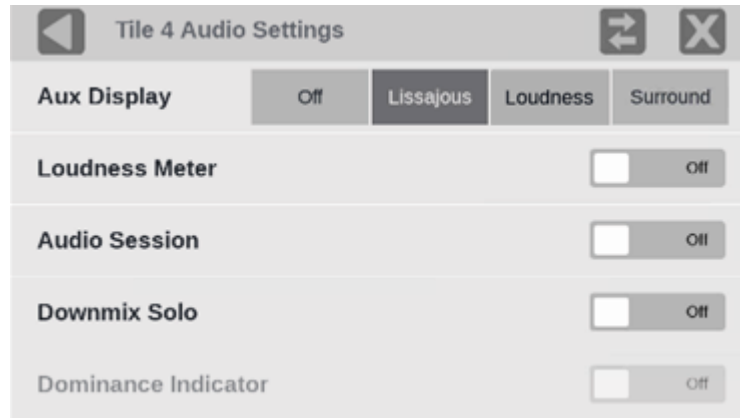 Tile 4 Audio Settings
Aux Display Off Lissajous Loudness Surround
Loudness Meter Off
Audio Session Off
Downmix Solo Off
Dominance Indicator Off